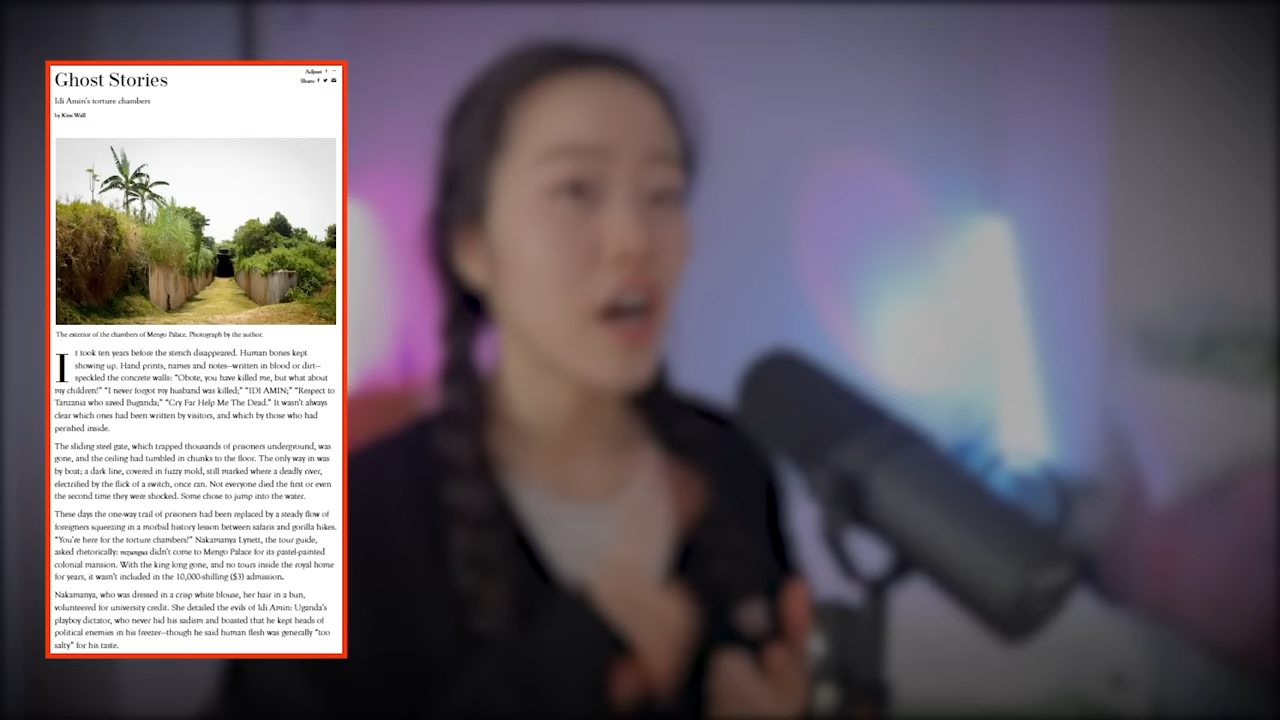 Ghost Stories
Adjust + −
Share
Idi Amin's torture chambers
by Kim Wall
The exterior of the chambers of Mengo Palace. Photograph by the author.
It took ten years before the stench disappeared. Human bones kept
showing up. Hand prints, names and notes—written in blood or dirt—
speckled the concrete walls: “Obote, you have killed me, but what about
my children!” “I never forgot my husband was killed;” “IDI AMIN;” “Respect to
Tanzania who saved Buganda;” “Cry Far Help Me The Dead.” It wasn't always
clear which ones had been written by visitors, and which by those who had
perished inside.
The sliding steel gate, which trapped thousands of prisoners underground, was
gone, and the ceiling had tumbled in chunks to the floor. The only way in was
by boat; a dark line, covered in fuzzy mold, still marked where a deadly river,
electrified by the flick of a switch, once ran. Not everyone died the first or even
the second time they were shocked. Some chose to jump into the water.
These days the one-way trail of prisoners had been replaced by a steady flow of
foreigners squeezing in a morbid history lesson between safaris and gorilla hikes.
“You're here for the torture chambers?” Nakamanya Lynett, the tour guide,
asked rhetorically: mzungus didn't come to Mengo Palace for its pastel-painted
colonial mansion. With the king long gone, and no tours inside the royal home
for years, it wasn't included in the 10,000-shilling ($3) admission.
Nakamanya, who was dressed in a crisp white blouse, her hair in a bun,
volunteered for university credit. She detailed the evils of Idi Amin: Uganda's
playboy dictator, who never hid his sadism and boasted that he kept heads of
political enemies in his freezer—though he said human flesh was generally “too
salty” for his taste.